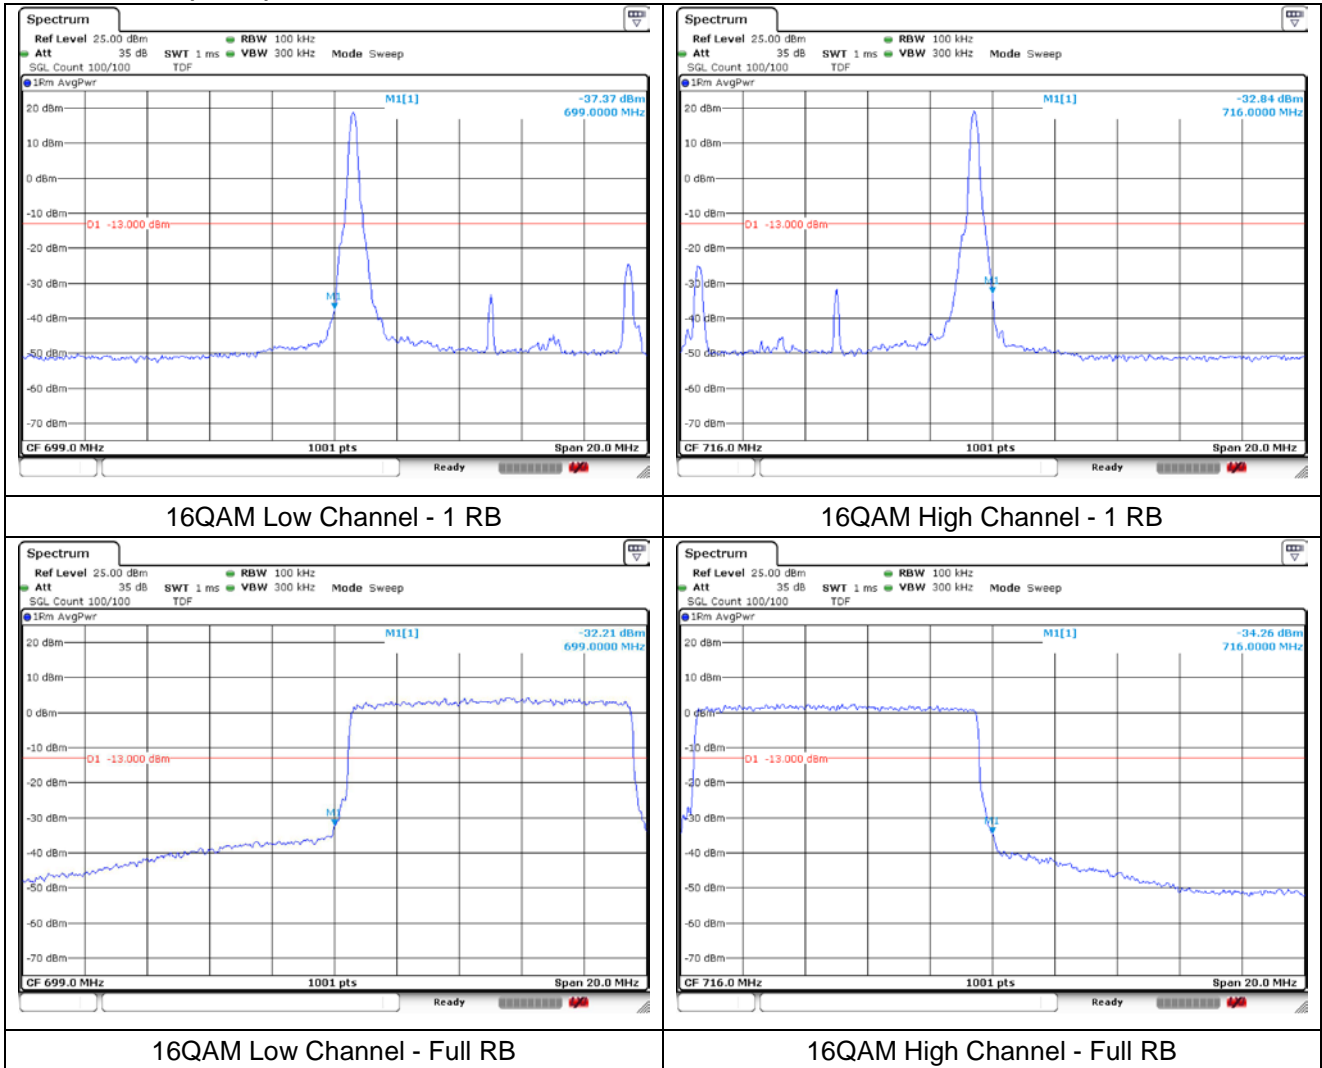 Spectrum
Ref Level 25.00 dBm RBW 100 kHz
Att 35 dB SWT 1 ms VBW 300 kHz Mode Sweep
SGL Count 100/100 TDF
1Rm AvgPwr
M1[1] -37.37 dBm
699.0000 MHz
20 dBm
10 dBm
0 dBm
-10 dBm
D1 -13.000 dBm
-20 dBm
-30 dBm
M1
-40 dBm
-50 dBm
-60 dBm
-70 dBm
CF 699.0 MHz 1001 pts Span 20.0 MHz
Ready
16QAM Low Channel - 1 RB
Spectrum
Ref Level 25.00 dBm RBW 100 kHz
Att 35 dB SWT 1 ms VBW 300 kHz Mode Sweep
SGL Count 100/100 TDF
1Rm AvgPwr
M1[1] -32.84 dBm
716.0000 MHz
20 dBm
10 dBm
0 dBm
-10 dBm
D1 -13.000 dBm
-20 dBm
-30 dBm
M1
-40 dBm
-50 dBm
-60 dBm
-70 dBm
CF 716.0 MHz 1001 pts Span 20.0 MHz
Ready
16QAM High Channel - 1 RB
Spectrum
Ref Level 25.00 dBm RBW 100 kHz
Att 35 dB SWT 1 ms VBW 300 kHz Mode Sweep
SGL Count 100/100 TDF
1Rm AvgPwr
M1[1] -32.21 dBm
699.0000 MHz
20 dBm
10 dBm
0 dBm
-10 dBm
D1 -13.000 dBm
-20 dBm
-30 dBm
M1
-40 dBm
-50 dBm
-60 dBm
-70 dBm
CF 699.0 MHz 1001 pts Span 20.0 MHz
Ready
16QAM Low Channel - Full RB
Spectrum
Ref Level 25.00 dBm RBW 100 kHz
Att 35 dB SWT 1 ms VBW 300 kHz Mode Sweep
SGL Count 100/100 TDF
1Rm AvgPwr
M1[1] -34.26 dBm
716.0000 MHz
20 dBm
10 dBm
0 dBm
-10 dBm
D1 -13.000 dBm
-20 dBm
-30 dBm
M1
-40 dBm
-50 dBm
-60 dBm
-70 dBm
CF 716.0 MHz 1001 pts Span 20.0 MHz
Ready
16QAM High Channel - Full RB